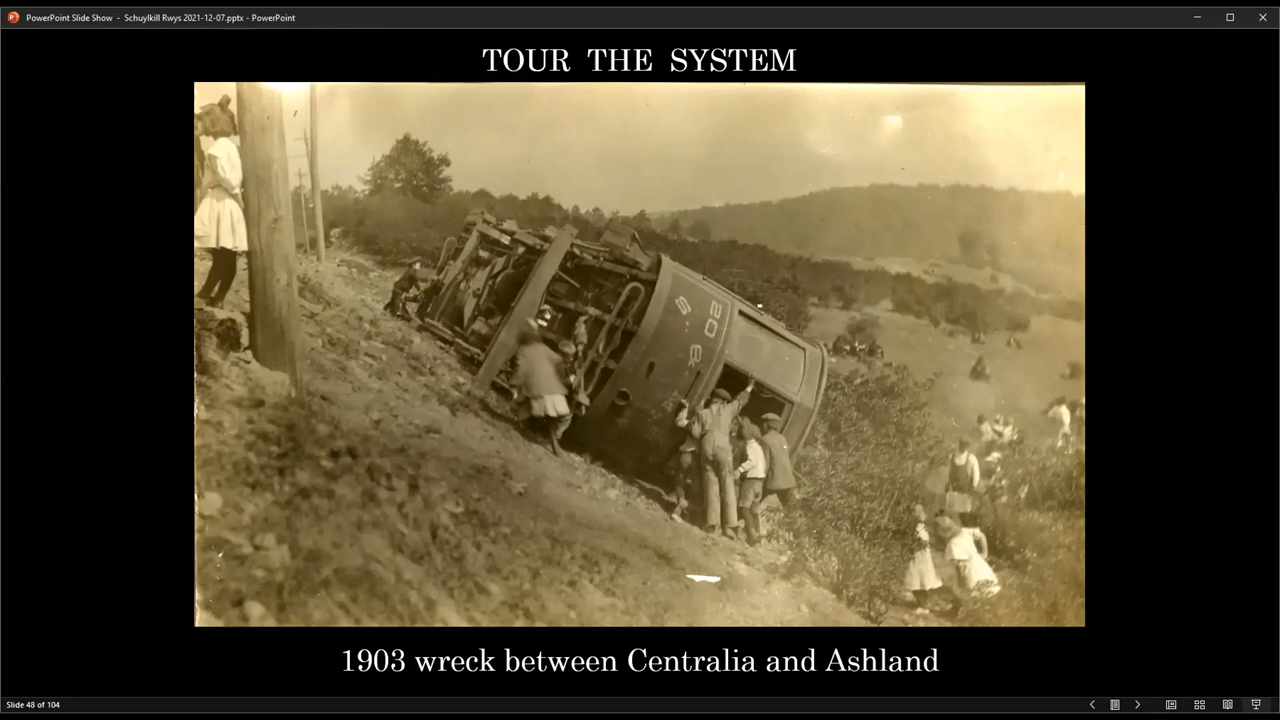 PowerPoint Slide Show - Schuylkill Rwys 2021-12-07.pptx - PowerPoint
TOUR THE SYSTEM
208
1903 wreck between Centralia and Ashland
Slide 48 of 104